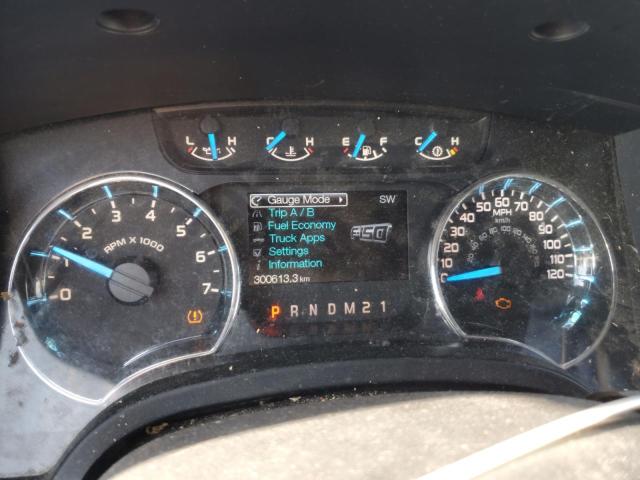 L H C H E F C H
Gauge Mode SW
Trip A / B
Fuel Economy
F150
Truck Apps
Settings
Information
300613.3 km
P R N D M 2 1
0 1 2 3 4 5 6 7
RPM X 1000
0 10 20 30 40 50 60 70 80 90 100 110 120
MPH
km/h